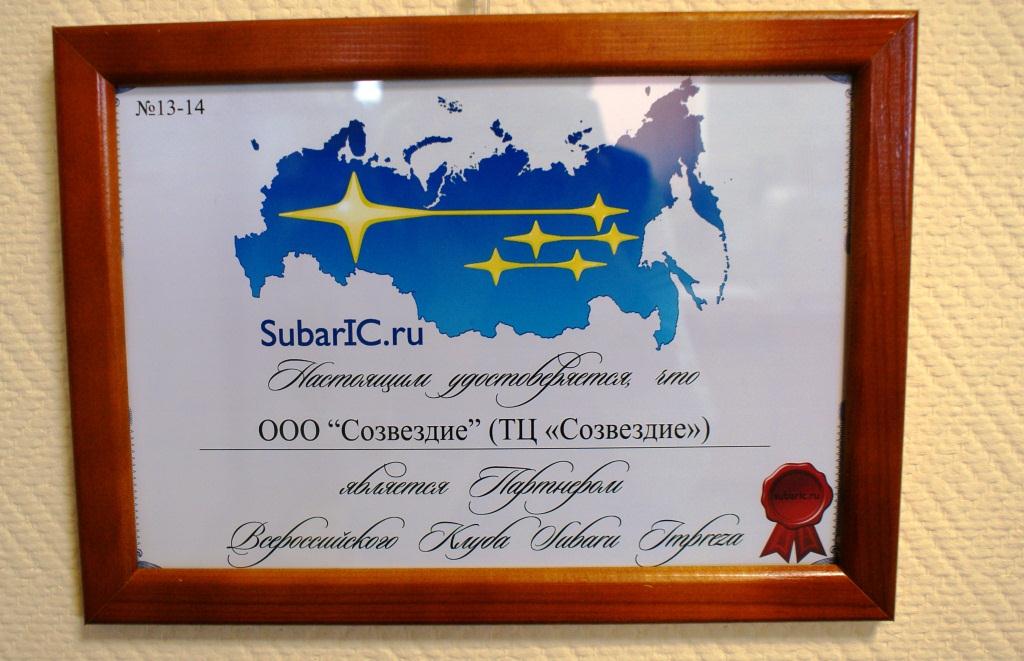 №13-14
SubarIC.ru
Настоящим удостоверяется, что
ООО “Созвездие” (ТЦ «Созвездие»)
является Партнером
Всероссийского Клуба Subaru Impreza
subaric.ru